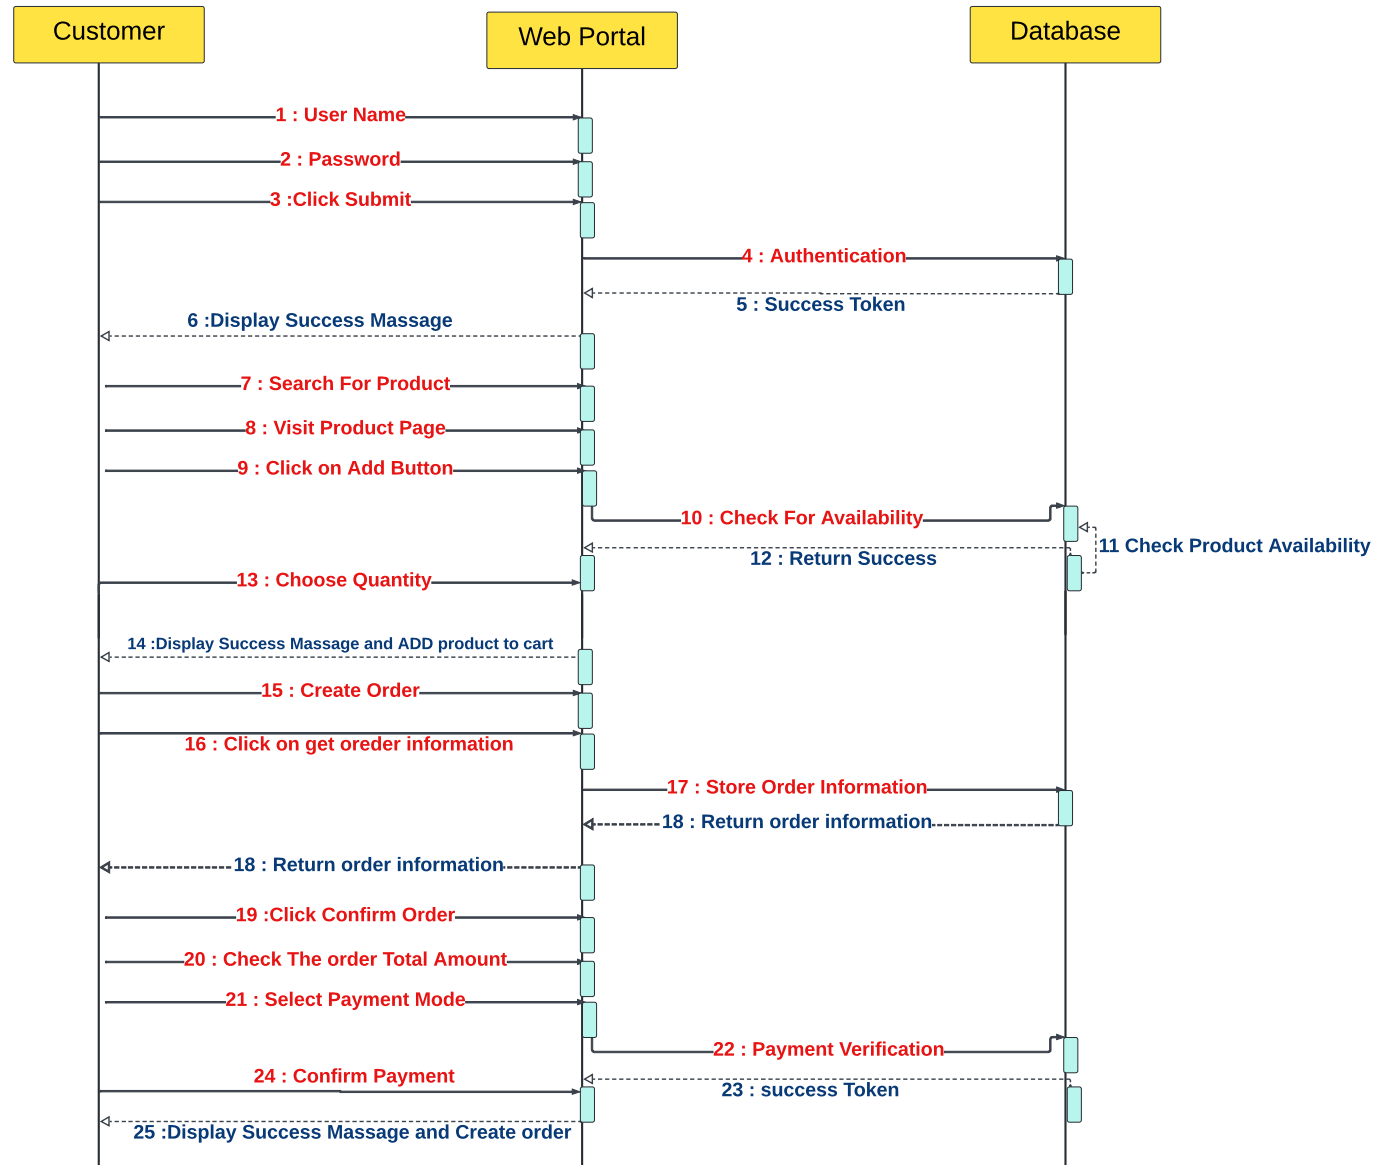 Customer
Web Portal
Database
1 : User Name
2 : Password
3 :Click Submit
4 : Authentication
5 : Success Token
6 :Display Success Massage
7 : Search For Product
8 : Visit Product Page
9 : Click on Add Button
10 : Check For Availability
11 Check Product Availability
12 : Return Success
13 : Choose Quantity
14 :Display Success Massage and ADD product to cart
15 : Create Order
16 : Click on get oreder information
17 : Store Order Information
18 : Return order information
18 : Return order information
19 :Click Confirm Order
20 : Check The order Total Amount
21 : Select Payment Mode
22 : Payment Verification
24 : Confirm Payment
23 : success Token
25 :Display Success Massage and Create order